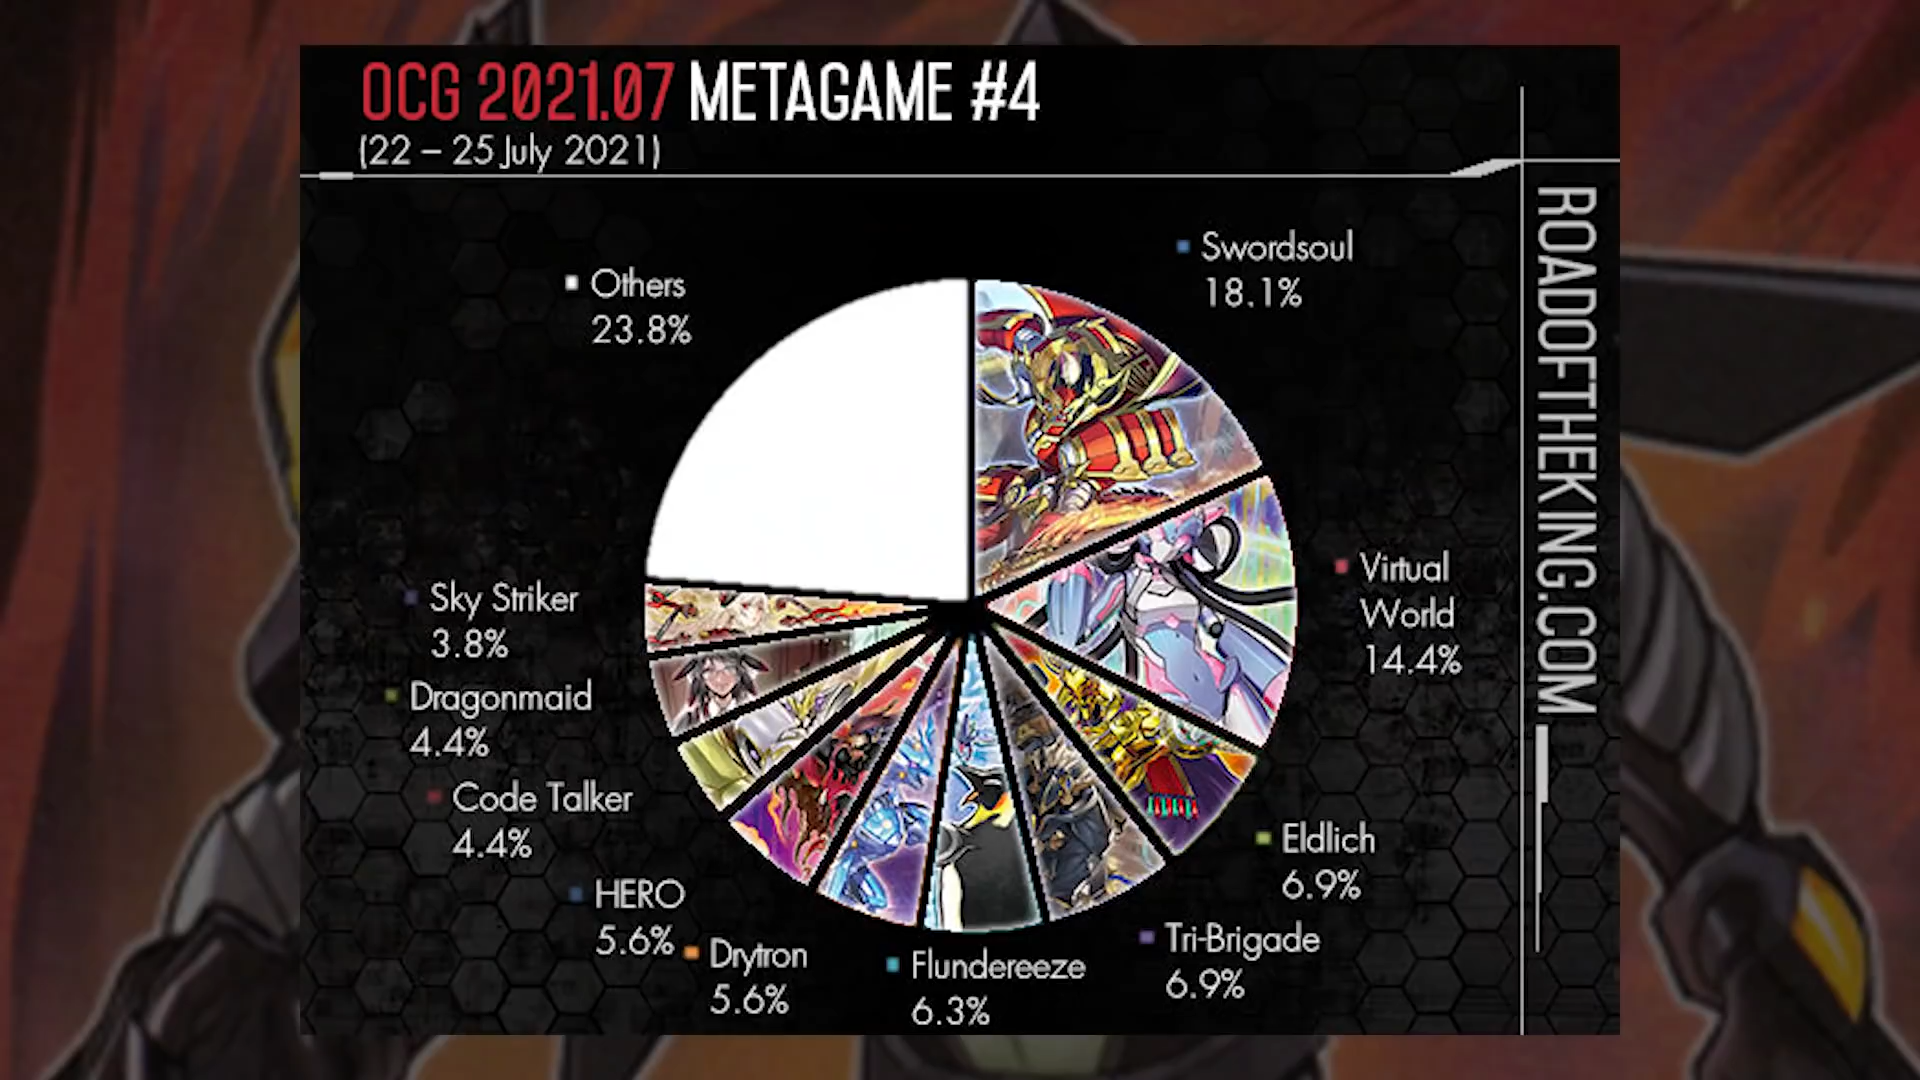 OCG 2021.07 METAGAME #4
(22 – 25 July 2021)
ROADOFTHEKING.COM
Others
23.8%
Swordsoul
18.1%
Virtual
World
14.4%
Eldlich
6.9%
Tri-Brigade
6.9%
Flundereeze
6.3%
Drytron
5.6%
HERO
5.6%
Code Talker
4.4%
Dragonmaid
4.4%
Sky Striker
3.8%